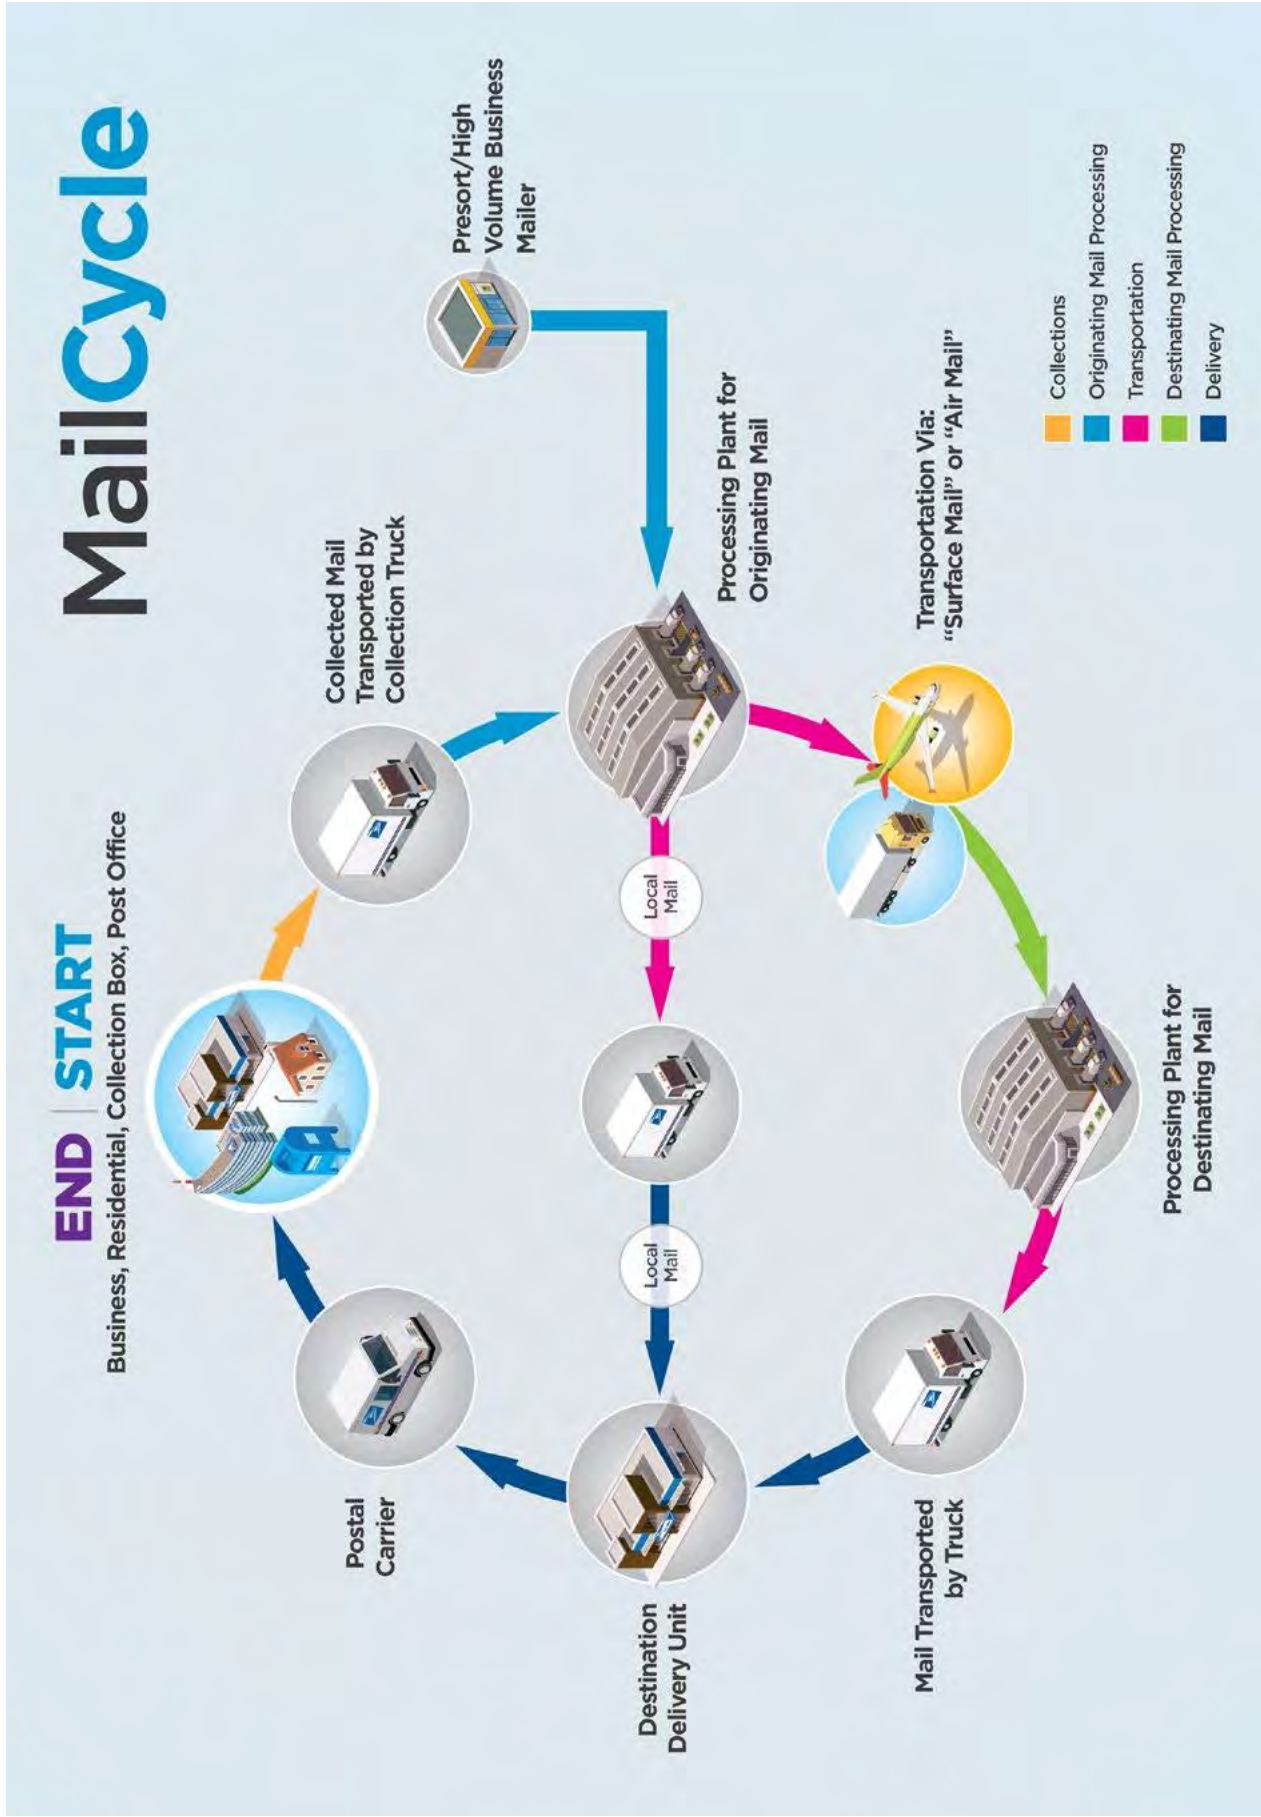 MailCycle
END | START
Business, Residential, Collection Box, Post Office
Collected Mail
Transported by
Collection Truck
Presort/High
Volume Business
Mailer
Processing Plant for
Originating Mail
Local
Mail
Local
Mail
Transportation Via:
“Surface Mail” or “Air Mail”
Processing Plant for
Destinating Mail
Mail Transported
by Truck
Destination
Delivery Unit
Postal
Carrier
Collections
Originating Mail Processing
Transportation
Destinating Mail Processing
Delivery